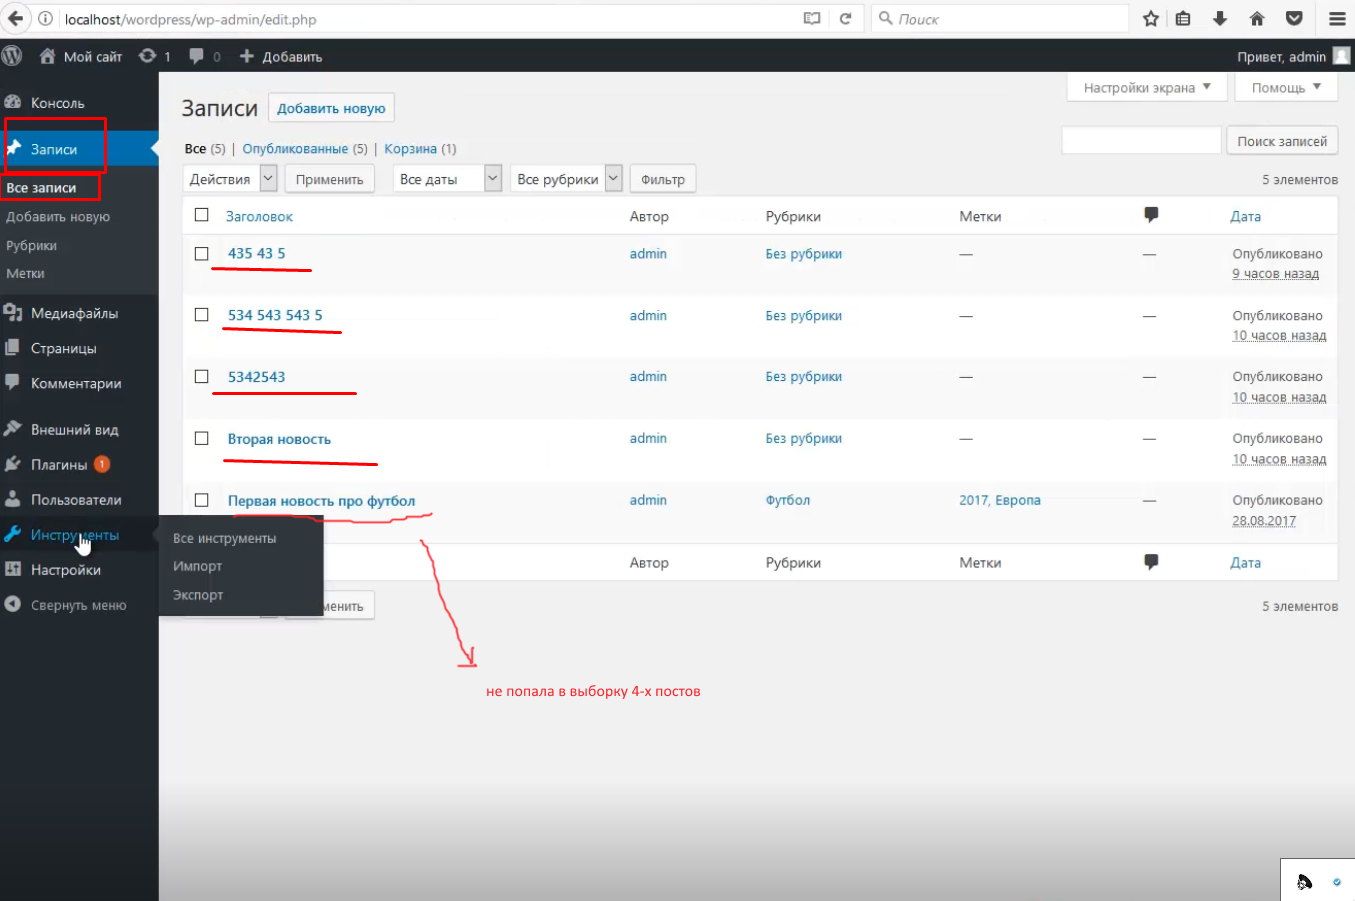 localhost/wordpress/wp-admin/edit.php
Поиск
Мой сайт 1 0 Добавить
Привет, admin
Настройки экрана
Помощь
Консоль
Записи
Все записи
Добавить новую
Рубрики
Метки
Медиафайлы
Страницы
Комментарии
Внешний вид
Плагины 1
Пользователи
Инструменты
Настройки
Свернуть меню
Все инструменты
Импорт
Экспорт
Записи Добавить новую
Все (5) | Опубликованные (5) | Корзина (1)
Поиск записей
Действия Применить Все даты Все рубрики Фильтр
5 элементов
Заголовок Автор Рубрики Метки Дата
435 43 5 admin Без рубрики — — Опубликовано
9 часов назад
534 543 543 5 admin Без рубрики — — Опубликовано
10 часов назад
5342543 admin Без рубрики — — Опубликовано
10 часов назад
Вторая новость admin Без рубрики — — Опубликовано
10 часов назад
Первая новость про футбол admin Футбол 2017, Европа — Опубликовано
28.08.2017
Автор Рубрики Метки Дата
менить
5 элементов
не попала в выборку 4-х постов